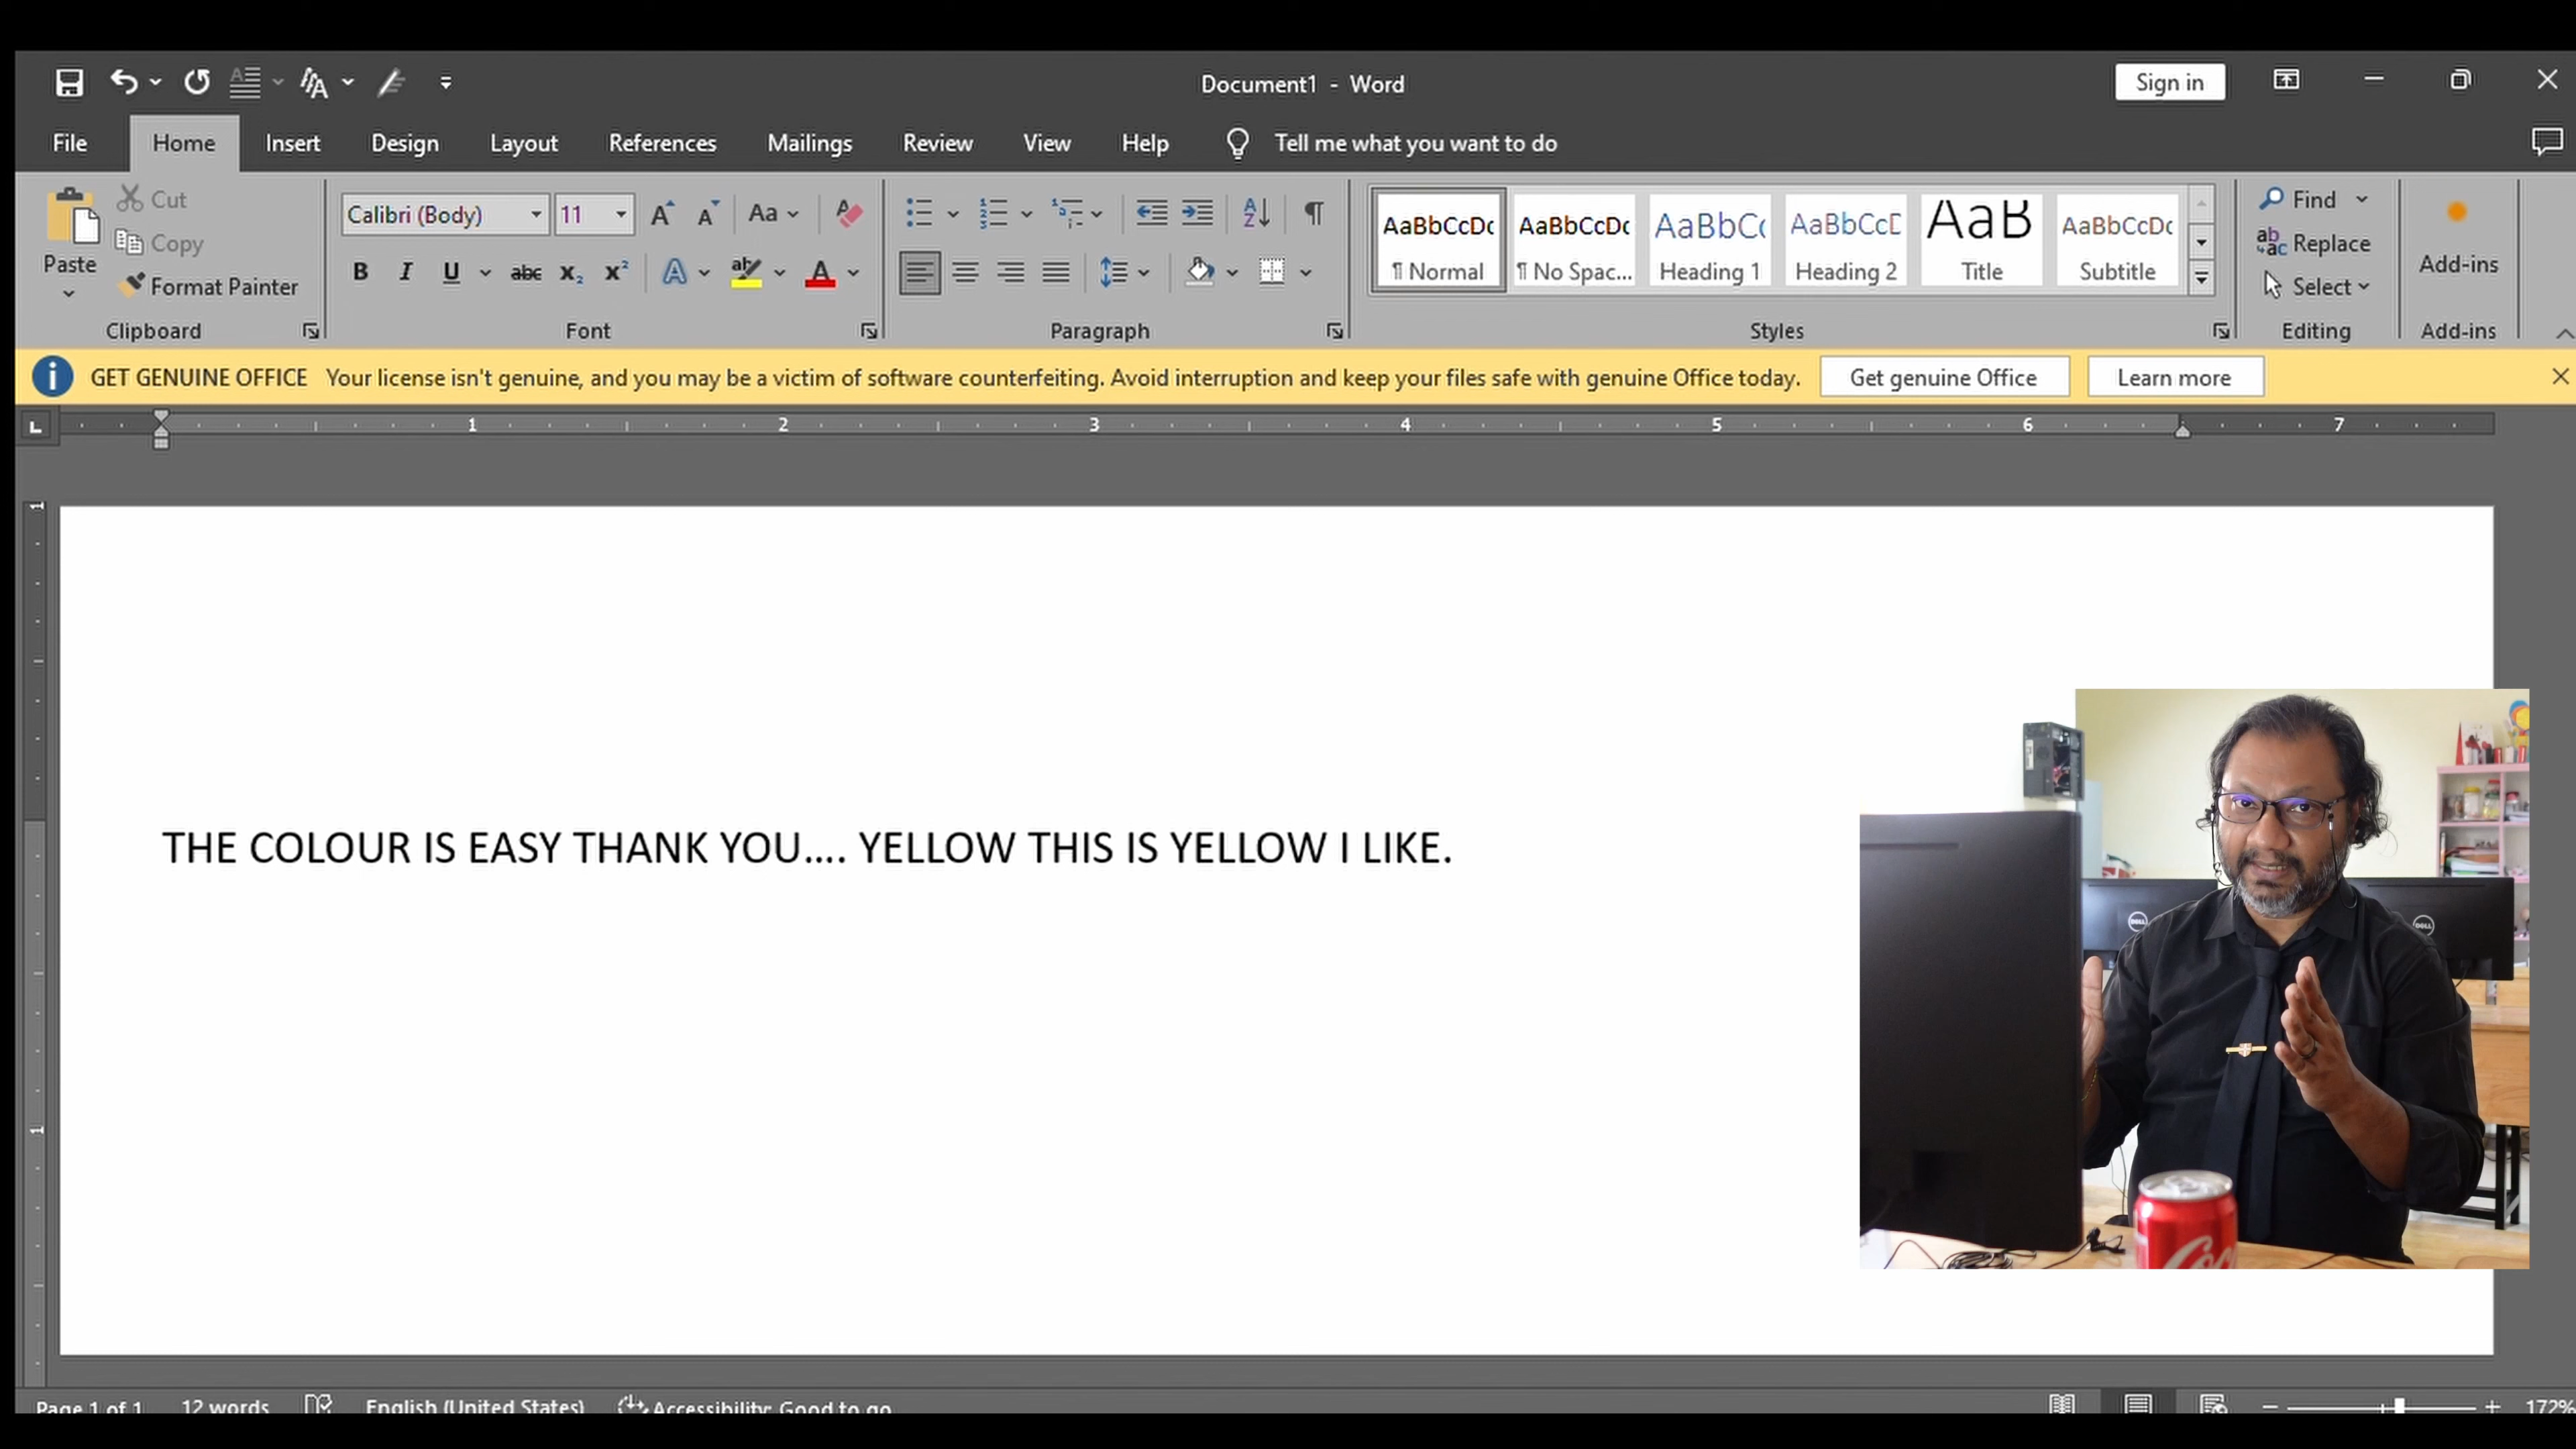 Document1 - Word
Sign in
File Home Insert Design Layout References Mailings Review View Help Tell me what you want to do
Cut
Copy
Paste
Format Painter
Clipboard
Calibri (Body) 11
Aa
B I U abc x₂ x²
Font
Paragraph
AaBbCcDc AaBbCcDc AaBbCc AaBbCcD AaB AaBbCcDc
¶ Normal ¶ No Spac... Heading 1 Heading 2 Title Subtitle
Styles
Find
Replace
Select
Editing
Add-ins
Add-ins
GET GENUINE OFFICE Your license isn't genuine, and you may be a victim of software counterfeiting. Avoid interruption and keep your files safe with genuine Office today. Get genuine Office Learn more
1 2 3 4 5 6 7
THE COLOUR IS EASY THANK YOU.... YELLOW THIS IS YELLOW I LIKE.
DELL DELL
Page 1 of 1 12 words English (United States) Accessibility: Good to go 172%